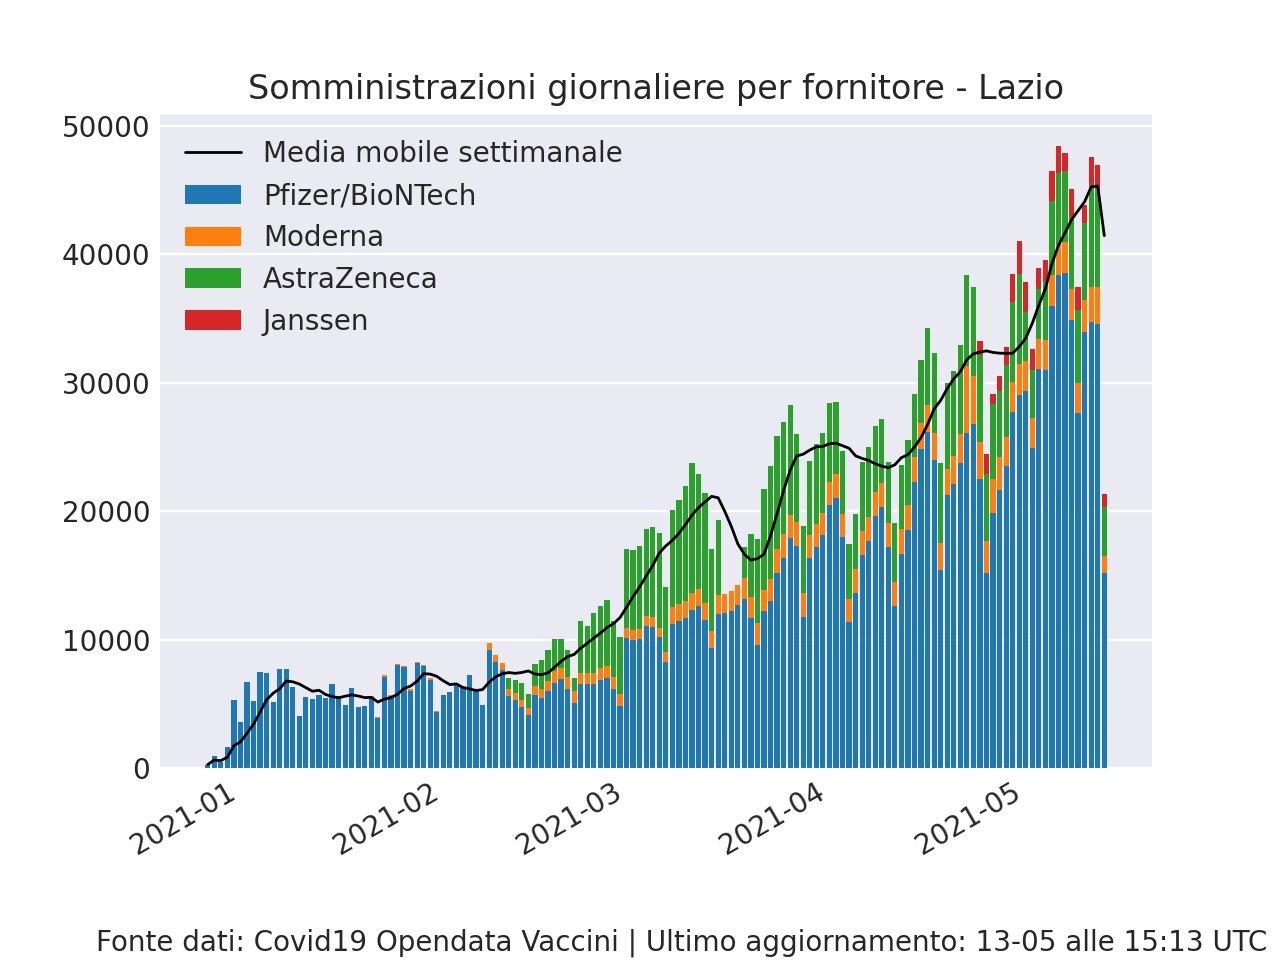 Somministrazioni giornaliere per fornitore - Lazio
50000
40000
30000
20000
10000
0
Media mobile settimanale
Pfizer/BioNTech
Moderna
AstraZeneca
Janssen
2021-01
2021-02
2021-03
2021-04
2021-05
Fonte dati: Covid19 Opendata Vaccini | Ultimo aggiornamento: 13-05 alle 15:13 UTC